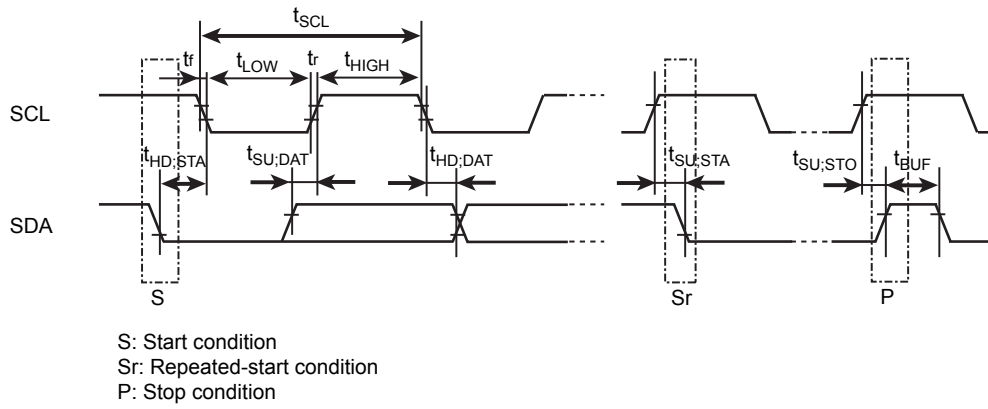 tSCL
tf tLOW tr tHIGH
SCL
tHD;STA tSU;DAT tHD;DAT tSU;STA tSU;STO tBUF
SDA
S Sr P
S: Start condition
Sr: Repeated-start condition
P: Stop condition